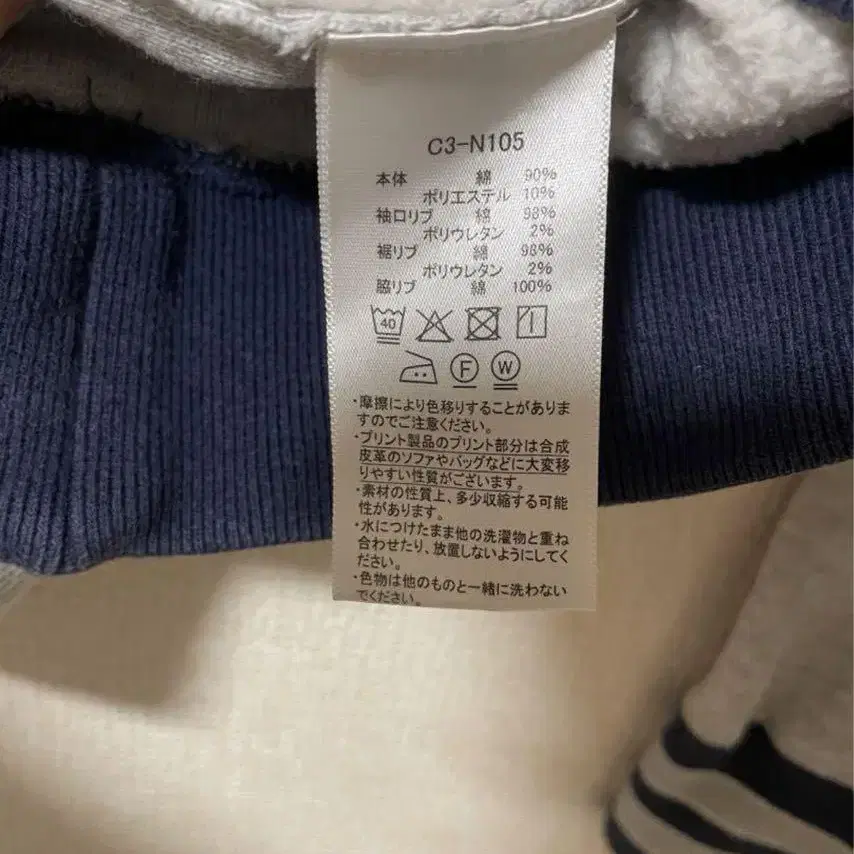 C3-N105
本体 綿 90%
ポリエステル 10%
袖口リブ 綿 98%
ポリウレタン 2%
裾リブ 綿 98%
ポリウレタン 2%
脇リブ 綿 100%
40
F W
・摩擦により色移りすることがありま
すのでご注意ください。
・プリント製品のプリント部分は合成
皮革のソファやバッグなどに大変移
りやすい性質がございます。
・素材の性質上、多少収縮する可能
性があります。
・水につけたまま他の洗濯物と重ね
合わせたり、放置しないようにしてく
ださい。
・色物は他のものと一緒に洗わない
でください。